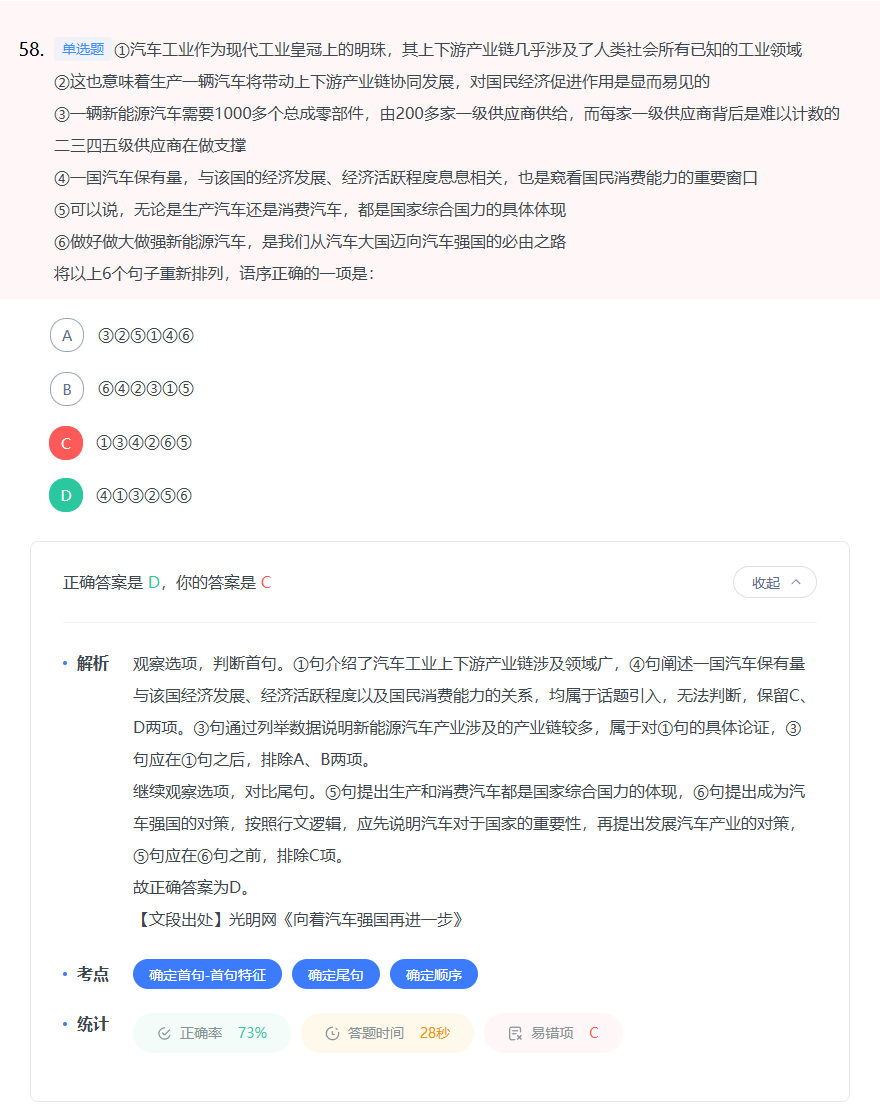 58. 单选题 ①汽车工业作为现代工业皇冠上的明珠，其上下游产业链几乎涉及了人类社会所有已知的工业领域
②这也意味着生产一辆汽车将带动上下游产业链协同发展，对国民经济促进作用是显而易见的
③一辆新能源汽车需要1000多个总成零部件，由200多家一级供应商供给，而每家一级供应商背后是难以计数的
二三四五级供应商在做支撑
④一国汽车保有量，与该国的经济发展、经济活跃程度息息相关，也是窥看国民消费能力的重要窗口
⑤可以说，无论是生产汽车还是消费汽车，都是国家综合国力的具体体现
⑥做好做大做强新能源汽车，是我们从汽车大国迈向汽车强国的必由之路
将以上6个句子重新排列，语序正确的一项是：
A ③②⑤①④⑥
B ⑥④②③①⑤
C ①③④②⑥⑤
D ④①③②⑤⑥
正确答案是 D，你的答案是 C 收起
解析 观察选项，判断首句。①句介绍了汽车工业上下游产业链涉及领域广，④句阐述一国汽车保有量
与该国经济发展、经济活跃程度以及国民消费能力的关系，均属于话题引入，无法判断，保留C、
D两项。③句通过列举数据说明新能源汽车产业涉及的产业链较多，属于对①句的具体论证，③
句应在①句之后，排除A、B两项。
继续观察选项，对比尾句。⑤句提出生产和消费汽车都是国家综合国力的体现，⑥句提出成为汽
车强国的对策，按照行文逻辑，应先说明汽车对于国家的重要性，再提出发展汽车产业的对策，
⑤句应在⑥句之前，排除C项。
故正确答案为D。
【文段出处】光明网《向着汽车强国再进一步》
考点 确定首句-首句特征 确定尾句 确定顺序
统计 正确率 73% 答题时间 28秒 易错项 C